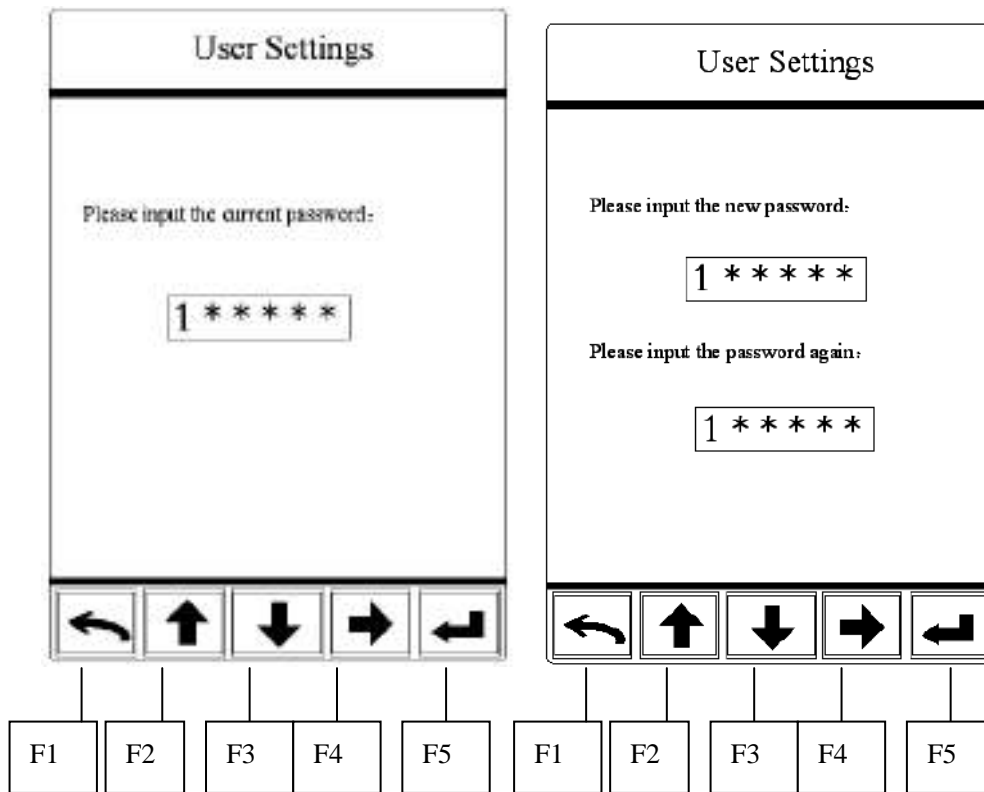 User Settings
Please input the current password:
1 * * * * *
F1 F2 F3 F4 F5
User Settings
Please input the new password:
1 * * * * *
Please input the password again:
1 * * * * *
F1 F2 F3 F4 F5